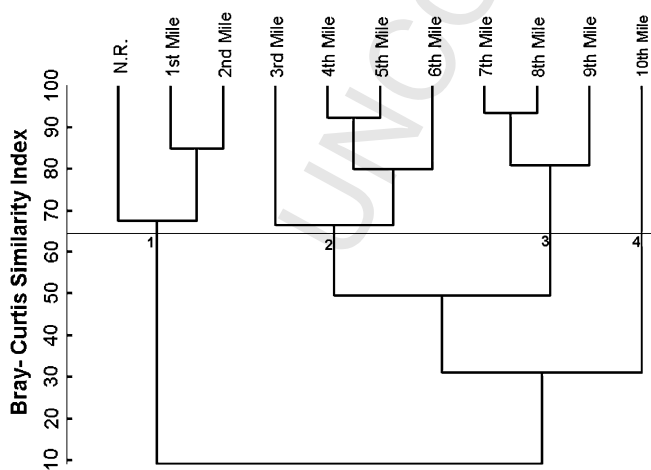 N.R.
1st Mile
2nd Mile
3rd Mile
4th Mile
5th Mile
6th Mile
7th Mile
8th Mile
9th Mile
10th Mile
Bray- Curtis Similarity Index
100
90
80
70
60
50
40
30
20
10
1
2
3
4
UNCO